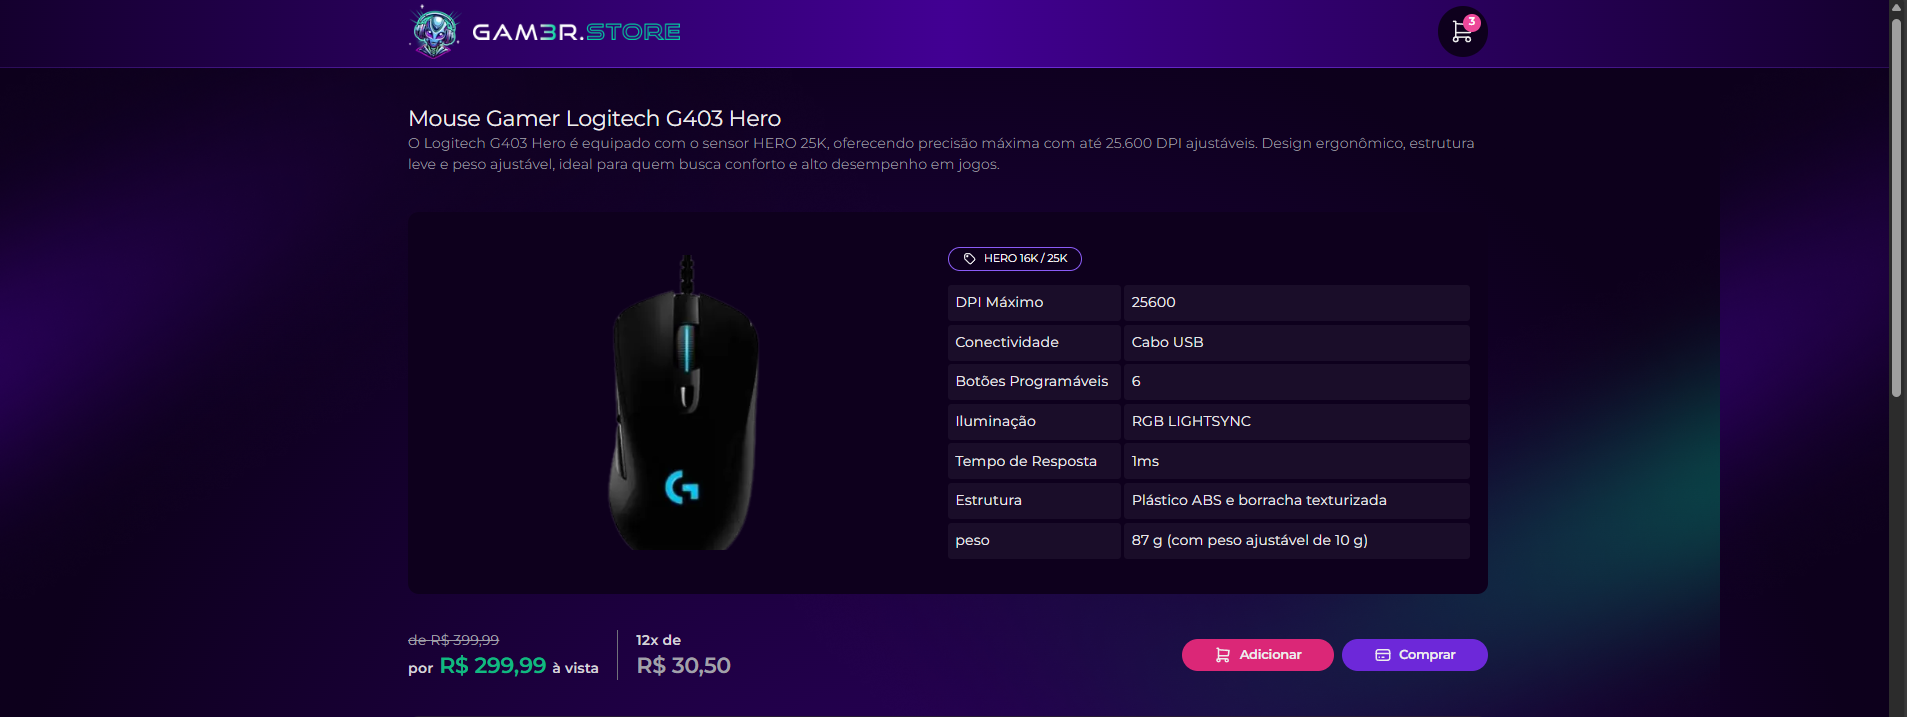 GAM3R.STORE
3
Mouse Gamer Logitech G403 Hero
O Logitech G403 Hero é equipado com o sensor HERO 25K, oferecendo precisão máxima com até 25.600 DPI ajustáveis. Design ergonômico, estrutura
leve e peso ajustável, ideal para quem busca conforto e alto desempenho em jogos.
HERO 16K / 25K
DPI Máximo 25600
Conectividade Cabo USB
Botões Programáveis 6
Iluminação RGB LIGHTSYNC
Tempo de Resposta 1ms
Estrutura Plástico ABS e borracha texturizada
peso 87 g (com peso ajustável de 10 g)
G
de R$ 399,99
por R$ 299,99 à vista
12x de
R$ 30,50
Adicionar
Comprar